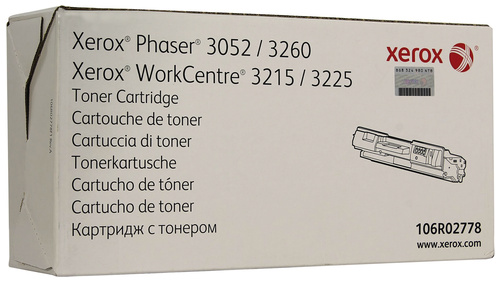 Xerox® Phaser® 3052 / 3260
Xerox® WorkCentre® 3215 / 3225
Toner Cartridge
Cartouche de toner
Cartuccia di toner
Tonerkartusche
Cartucho de tóner
Cartucho de toner
Картридж с тонером
xerox
106R02778
www.xerox.com